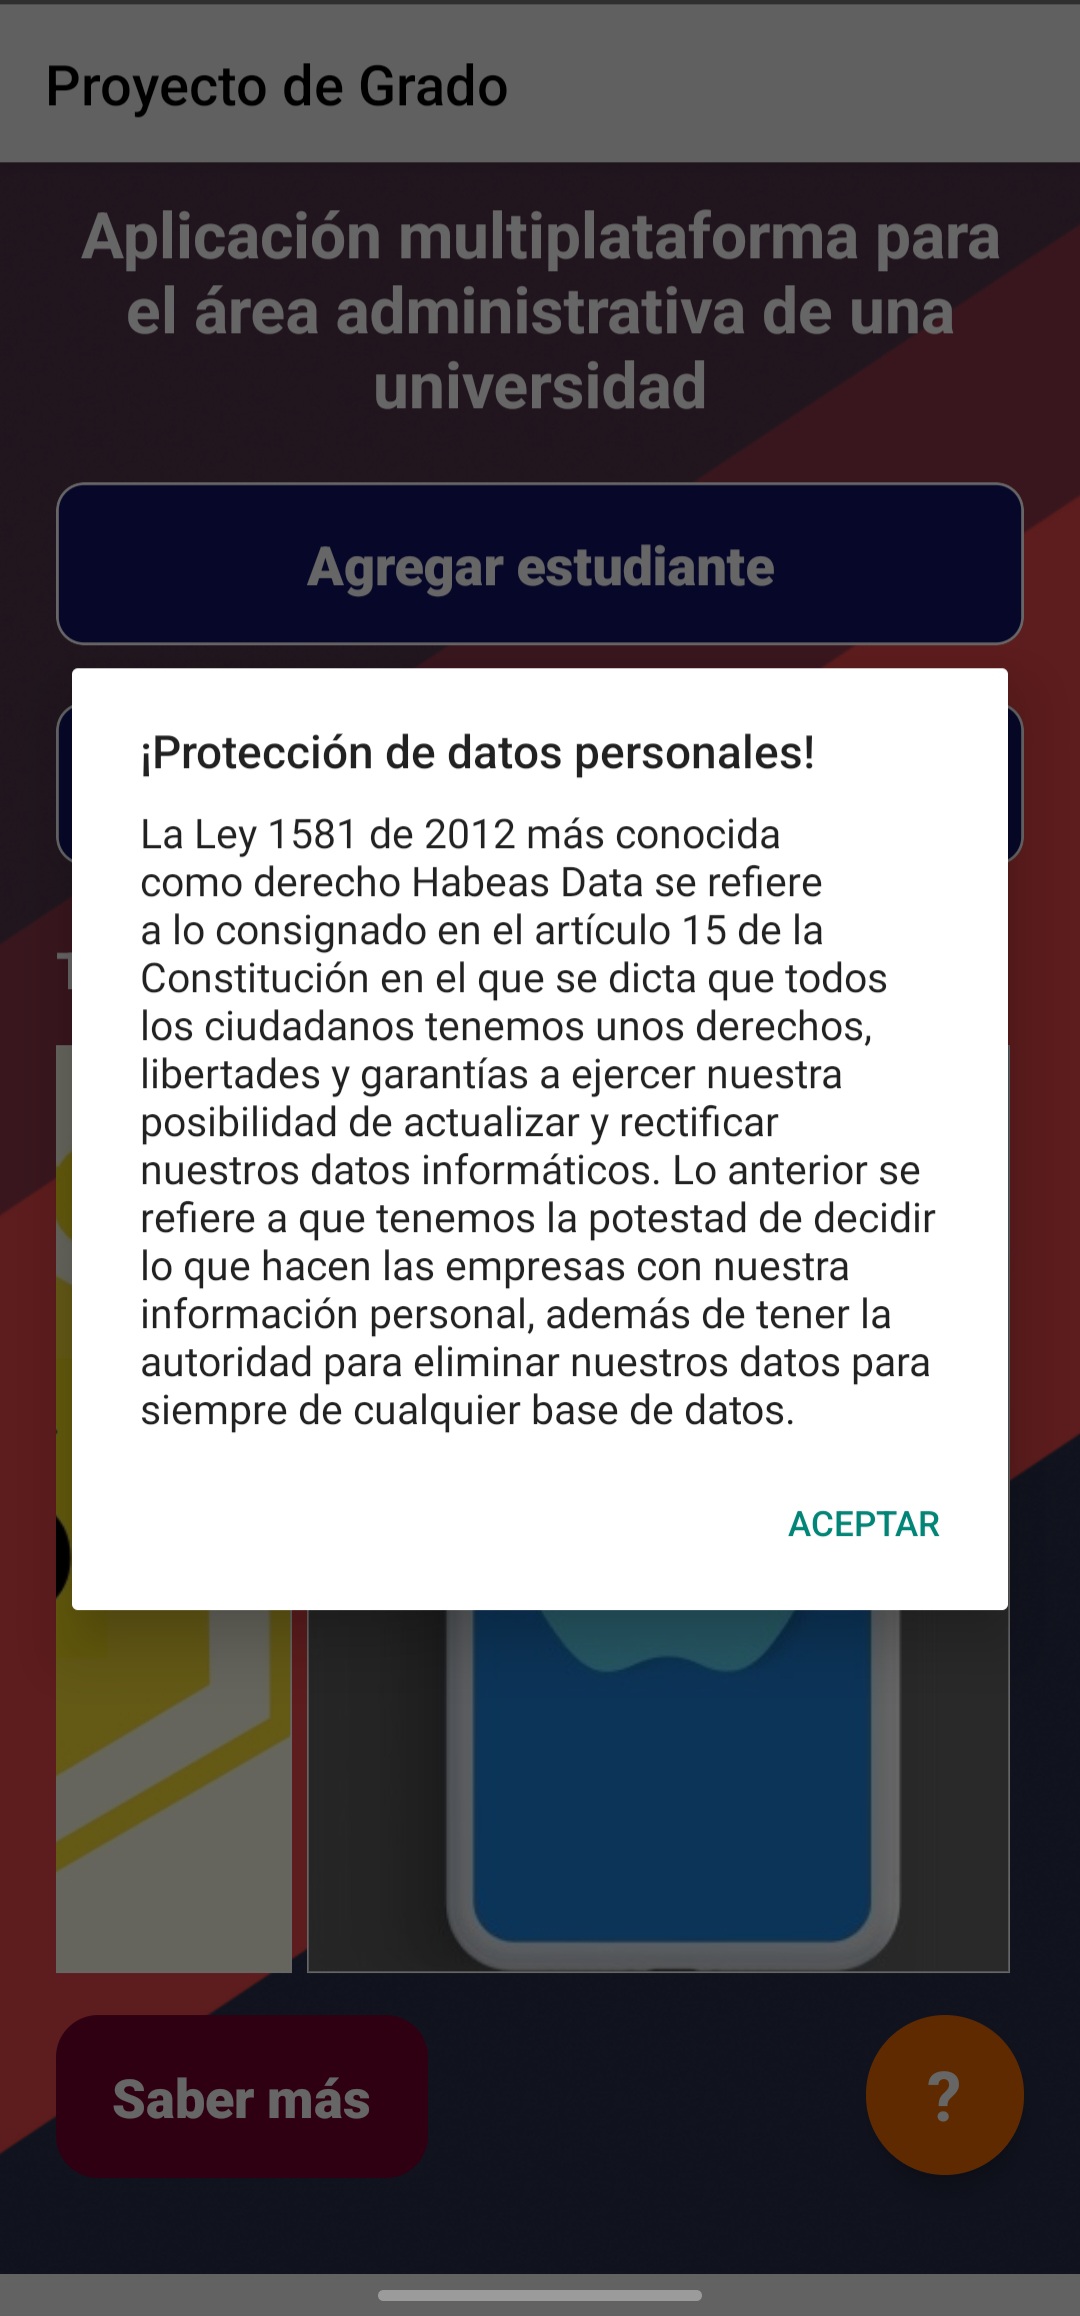 Proyecto de Grado
Aplicación multiplataforma para
el área administrativa de una
universidad
Agregar estudiante
¡Protección de datos personales!
La Ley 1581 de 2012 más conocida
como derecho Habeas Data se refiere
a lo consignado en el artículo 15 de la
Constitución en el que se dicta que todos
los ciudadanos tenemos unos derechos,
libertades y garantías a ejercer nuestra
posibilidad de actualizar y rectificar
nuestros datos informáticos. Lo anterior se
refiere a que tenemos la potestad de decidir
lo que hacen las empresas con nuestra
información personal, además de tener la
autoridad para eliminar nuestros datos para
siempre de cualquier base de datos.
ACEPTAR
Saber más
?